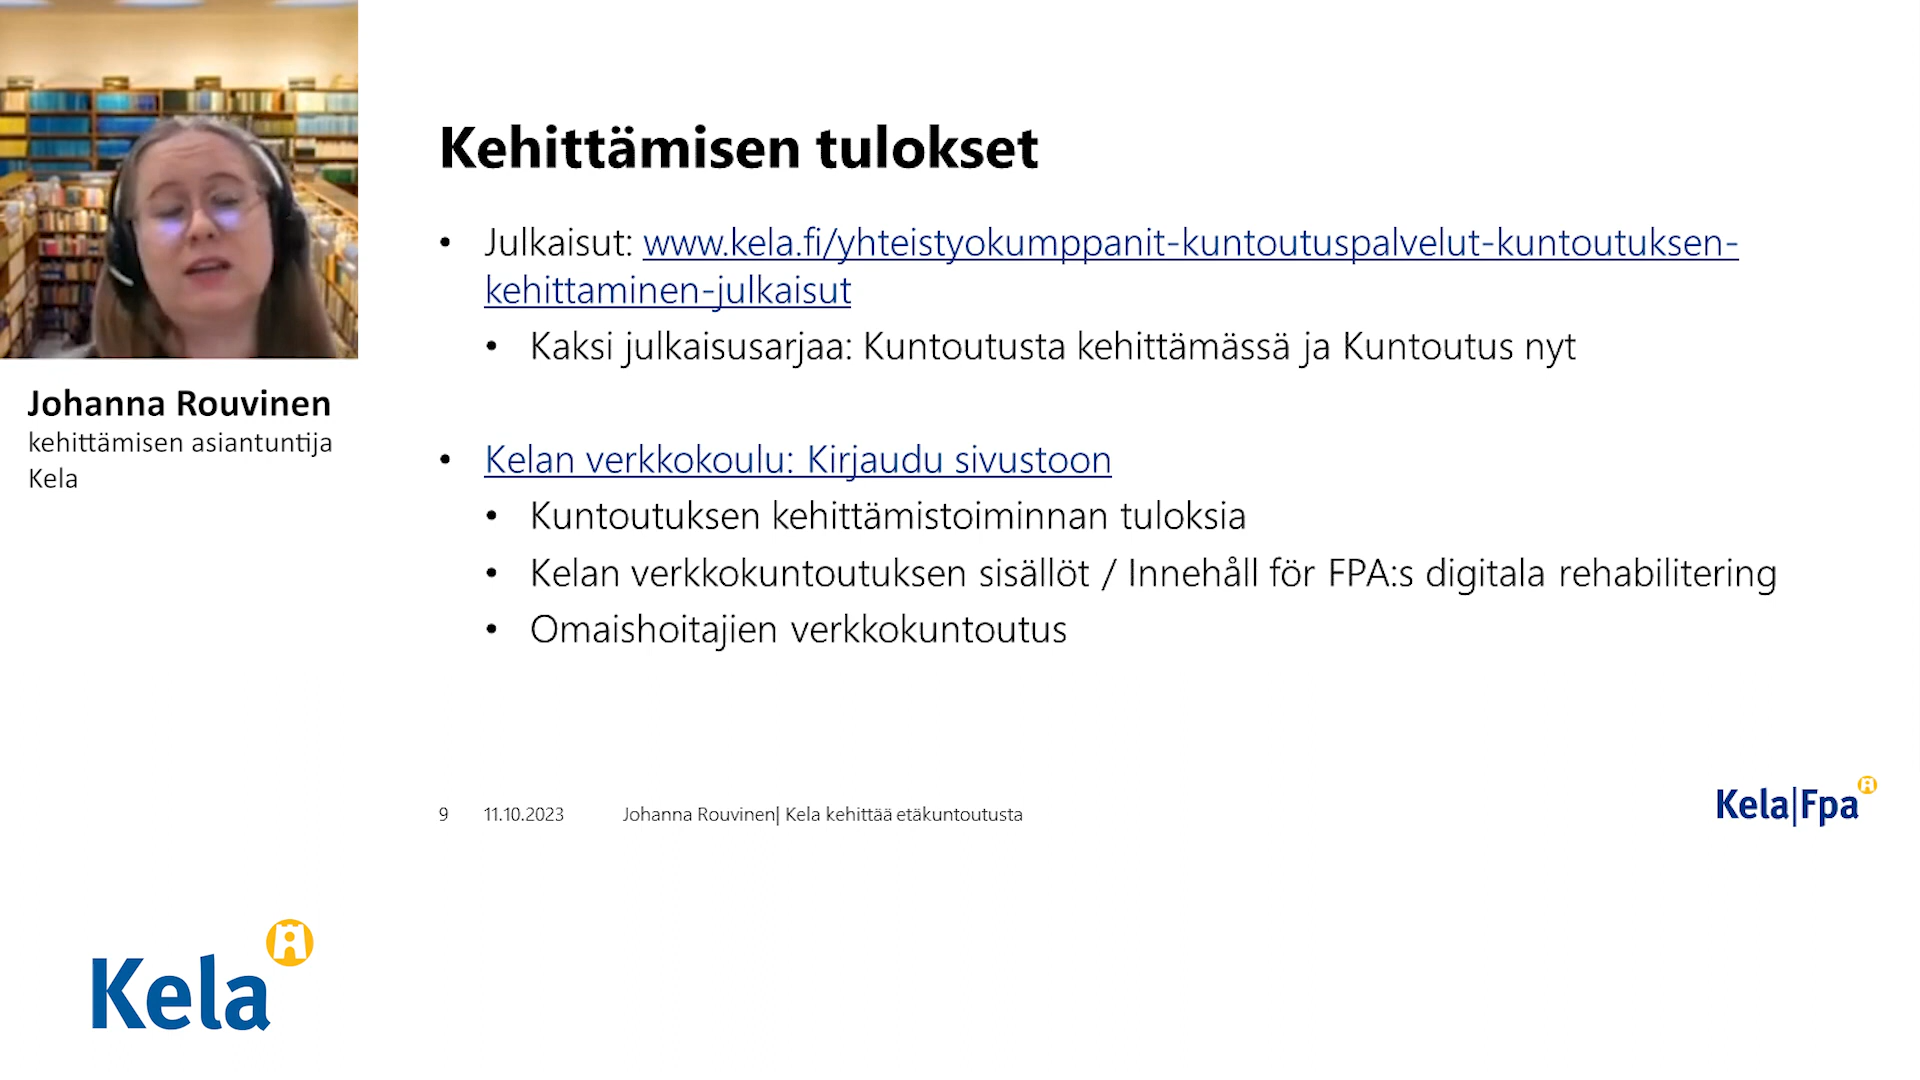 Kehittämisen tulokset
• Julkaisut: www.kela.fi/yhteistyokumppanit-kuntoutuspalvelut-kuntoutuksen-
kehittaminen-julkaisut
• Kaksi julkaisusarjaa: Kuntoutusta kehittämässä ja Kuntoutus nyt
• Kelan verkkokoulu: Kirjaudu sivustoon
• Kuntoutuksen kehittämistoiminnan tuloksia
• Kelan verkkokuntoutuksen sisällöt / Innehåll för FPA:s digitala rehabilitering
• Omaishoitajien verkkokuntoutus
Johanna Rouvinen
kehittämisen asiantuntija
Kela
9 11.10.2023 Johanna Rouvinen| Kela kehittää etäkuntoutusta
Kela|Fpa
Kela